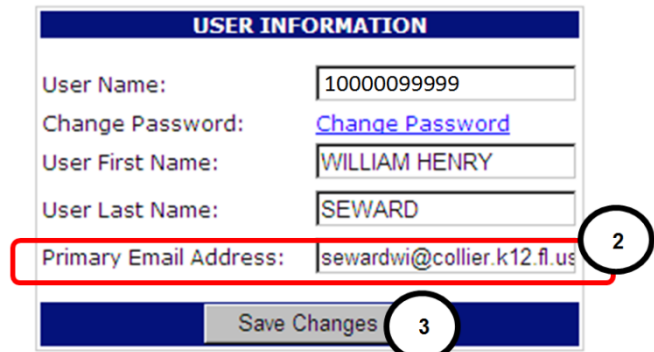 USER INFORMATION
User Name: 10000099999
Change Password: Change Password
User First Name: WILLIAM HENRY
User Last Name: SEWARD
2
Primary Email Address: sewardwi@collier.k12.fl.us
Save Changes 3